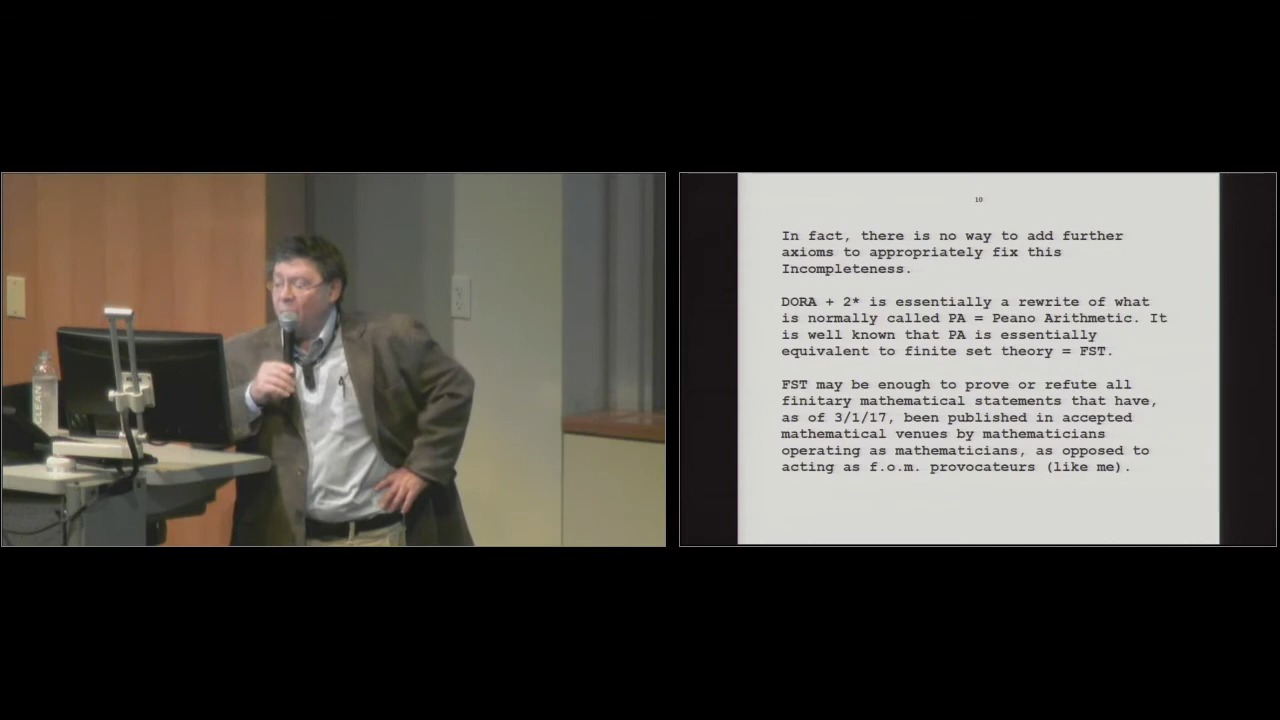 CLEAN
10
In fact, there is no way to add further
axioms to appropriately fix this
Incompleteness.
DORA + 2* is essentially a rewrite of what
is normally called PA = Peano Arithmetic. It
is well known that PA is essentially
equivalent to finite set theory = FST.
FST may be enough to prove or refute all
finitary mathematical statements that have,
as of 3/1/17, been published in accepted
mathematical venues by mathematicians
operating as mathematicians, as opposed to
acting as f.o.m. provocateurs (like me).